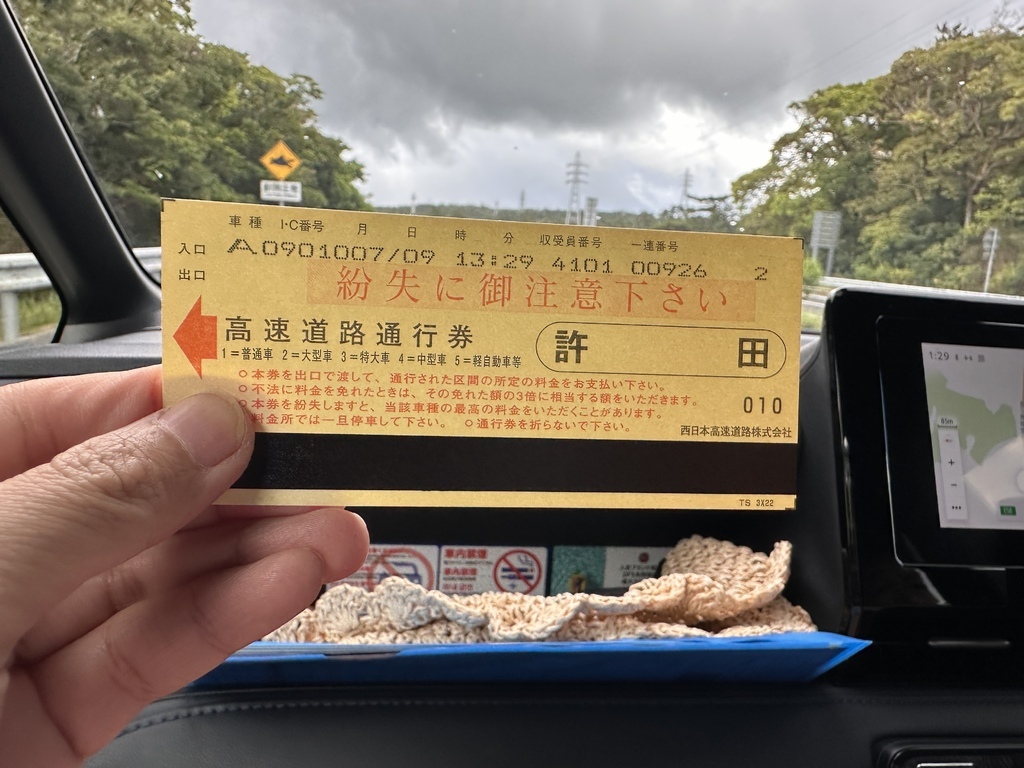 車種 I・C番号 月 日 時 分 収受員番号 一連番号
入口 A0901007/09 13:29 4101 00926 2
出口
紛失に御注意下さい
高速道路通行券
許田
1=普通車 2=大型車 3=特大車 4=中型車 5=軽自動車等
○本券を出口で渡して、通行された区間の所定の料金をお支払い下さい。
○不法に料金を免れたときは、その免れた額の3倍に相当する額をいただきます。
○本券を紛失しますと、当該車種の最高の料金をいただくことがあります。
料金所では一旦停車して下さい。 ○通行券を折らないで下さい。
010
西日本高速道路株式会社
TS 3X22
1:29
車内禁煙